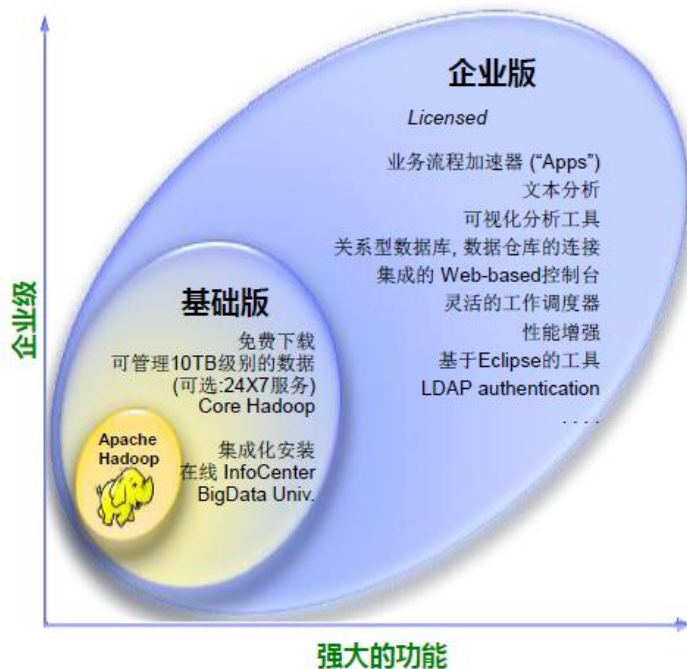 企业版
Licensed
业务流程加速器 (“Apps”)
文本分析
可视化分析工具
关系型数据库, 数据仓库的连接
集成的 Web-based控制台
灵活的工作调度器
性能增强
基于Eclipse的工具
LDAP authentication
. . . .
基础版
免费下载
可管理10TB级别的数据
(可选:24X7服务)
Core Hadoop
集成化安装
在线 InfoCenter
BigData Univ.
Apache
Hadoop
企业级
强大的功能